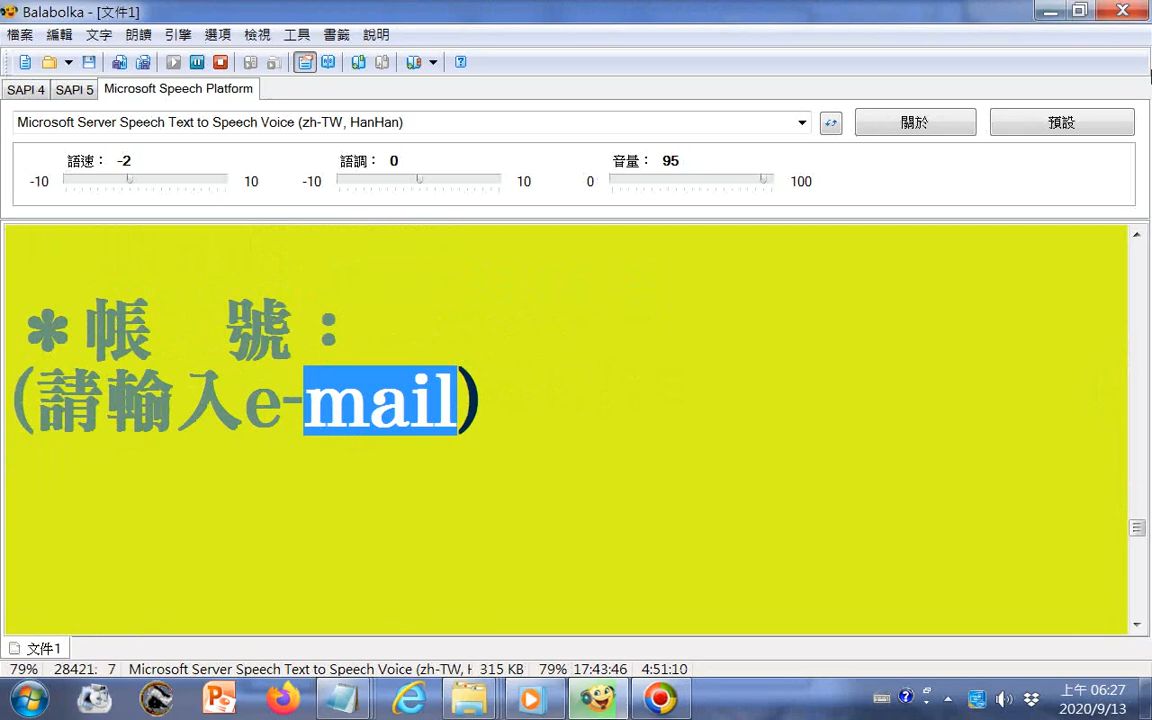 Balabolka - [文件1]
檔案 編輯 文字 朗讀 引擎 選項 檢視 工具 書籤 說明
SAPI 4 SAPI 5 Microsoft Speech Platform
Microsoft Server Speech Text to Speech Voice (zh-TW, HanHan) 關於 預設
語速： -2 語調： 0 音量： 95
-10 10 -10 10 0 100
＊帳　號：
(請輸入e-mail)
文件1
79% 28421: 7 Microsoft Server Speech Text to Speech Voice (zh-TW, H 315 KB 79% 17:43:46 4:51:10
上午 06:27
2020/9/13